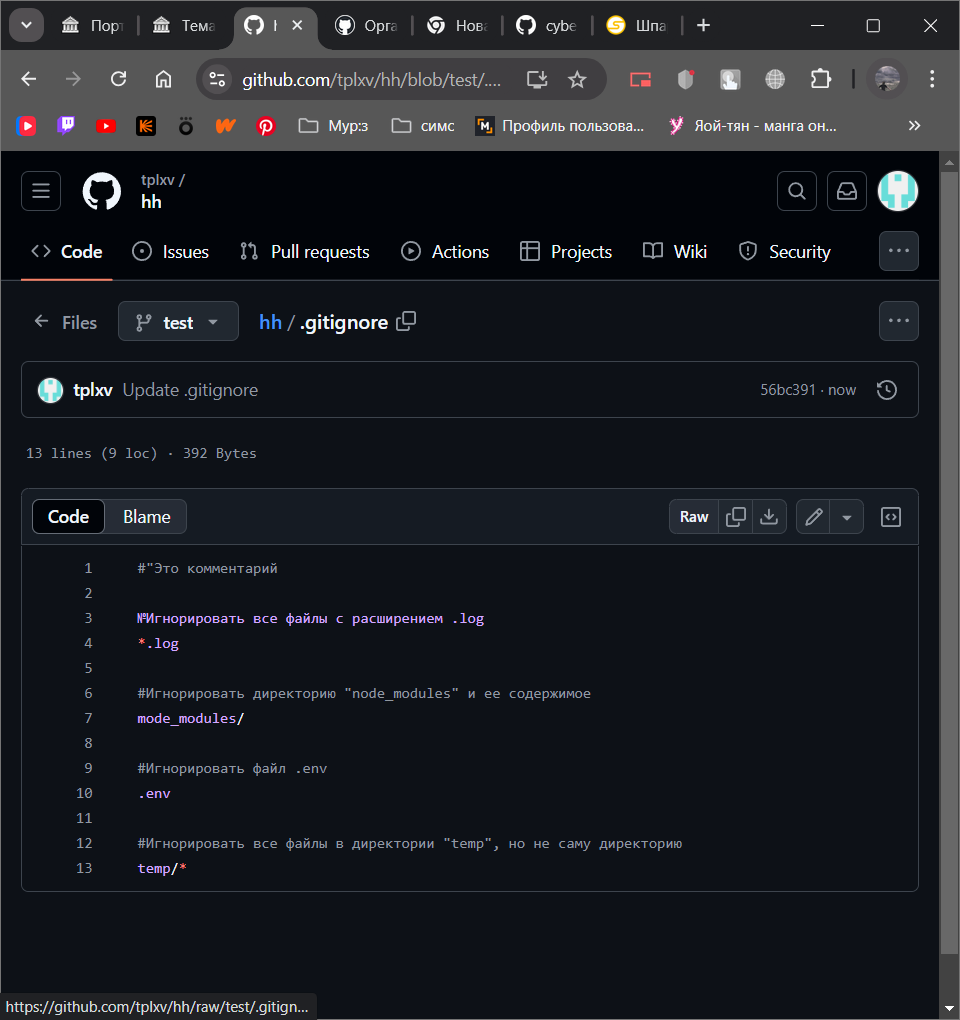 Порт
Тема
Орга
Нова
cybe
Шпа
github.com/tplxv/hh/blob/test/....
Мур:з
симс
Профиль пользова...
Яой-тян - манга он...
tplxv /
hh
Code
Issues
Pull requests
Actions
Projects
Wiki
Security
Files
test
hh / .gitignore
tplxv Update .gitignore
56bc391 · now
13 lines (9 loc) · 392 Bytes
Code
Blame
Raw
1 #"Это комментарий
2
3 №Игнорировать все файлы с расширением .log
4 *.log
5
6 #Игнорировать директорию "node_modules" и ее содержимое
7 mode_modules/
8
9 #Игнорировать файл .env
10 .env
11
12 #Игнорировать все файлы в директории "temp", но не саму директорию
13 temp/*
https://github.com/tplxv/hh/raw/test/.gitign...